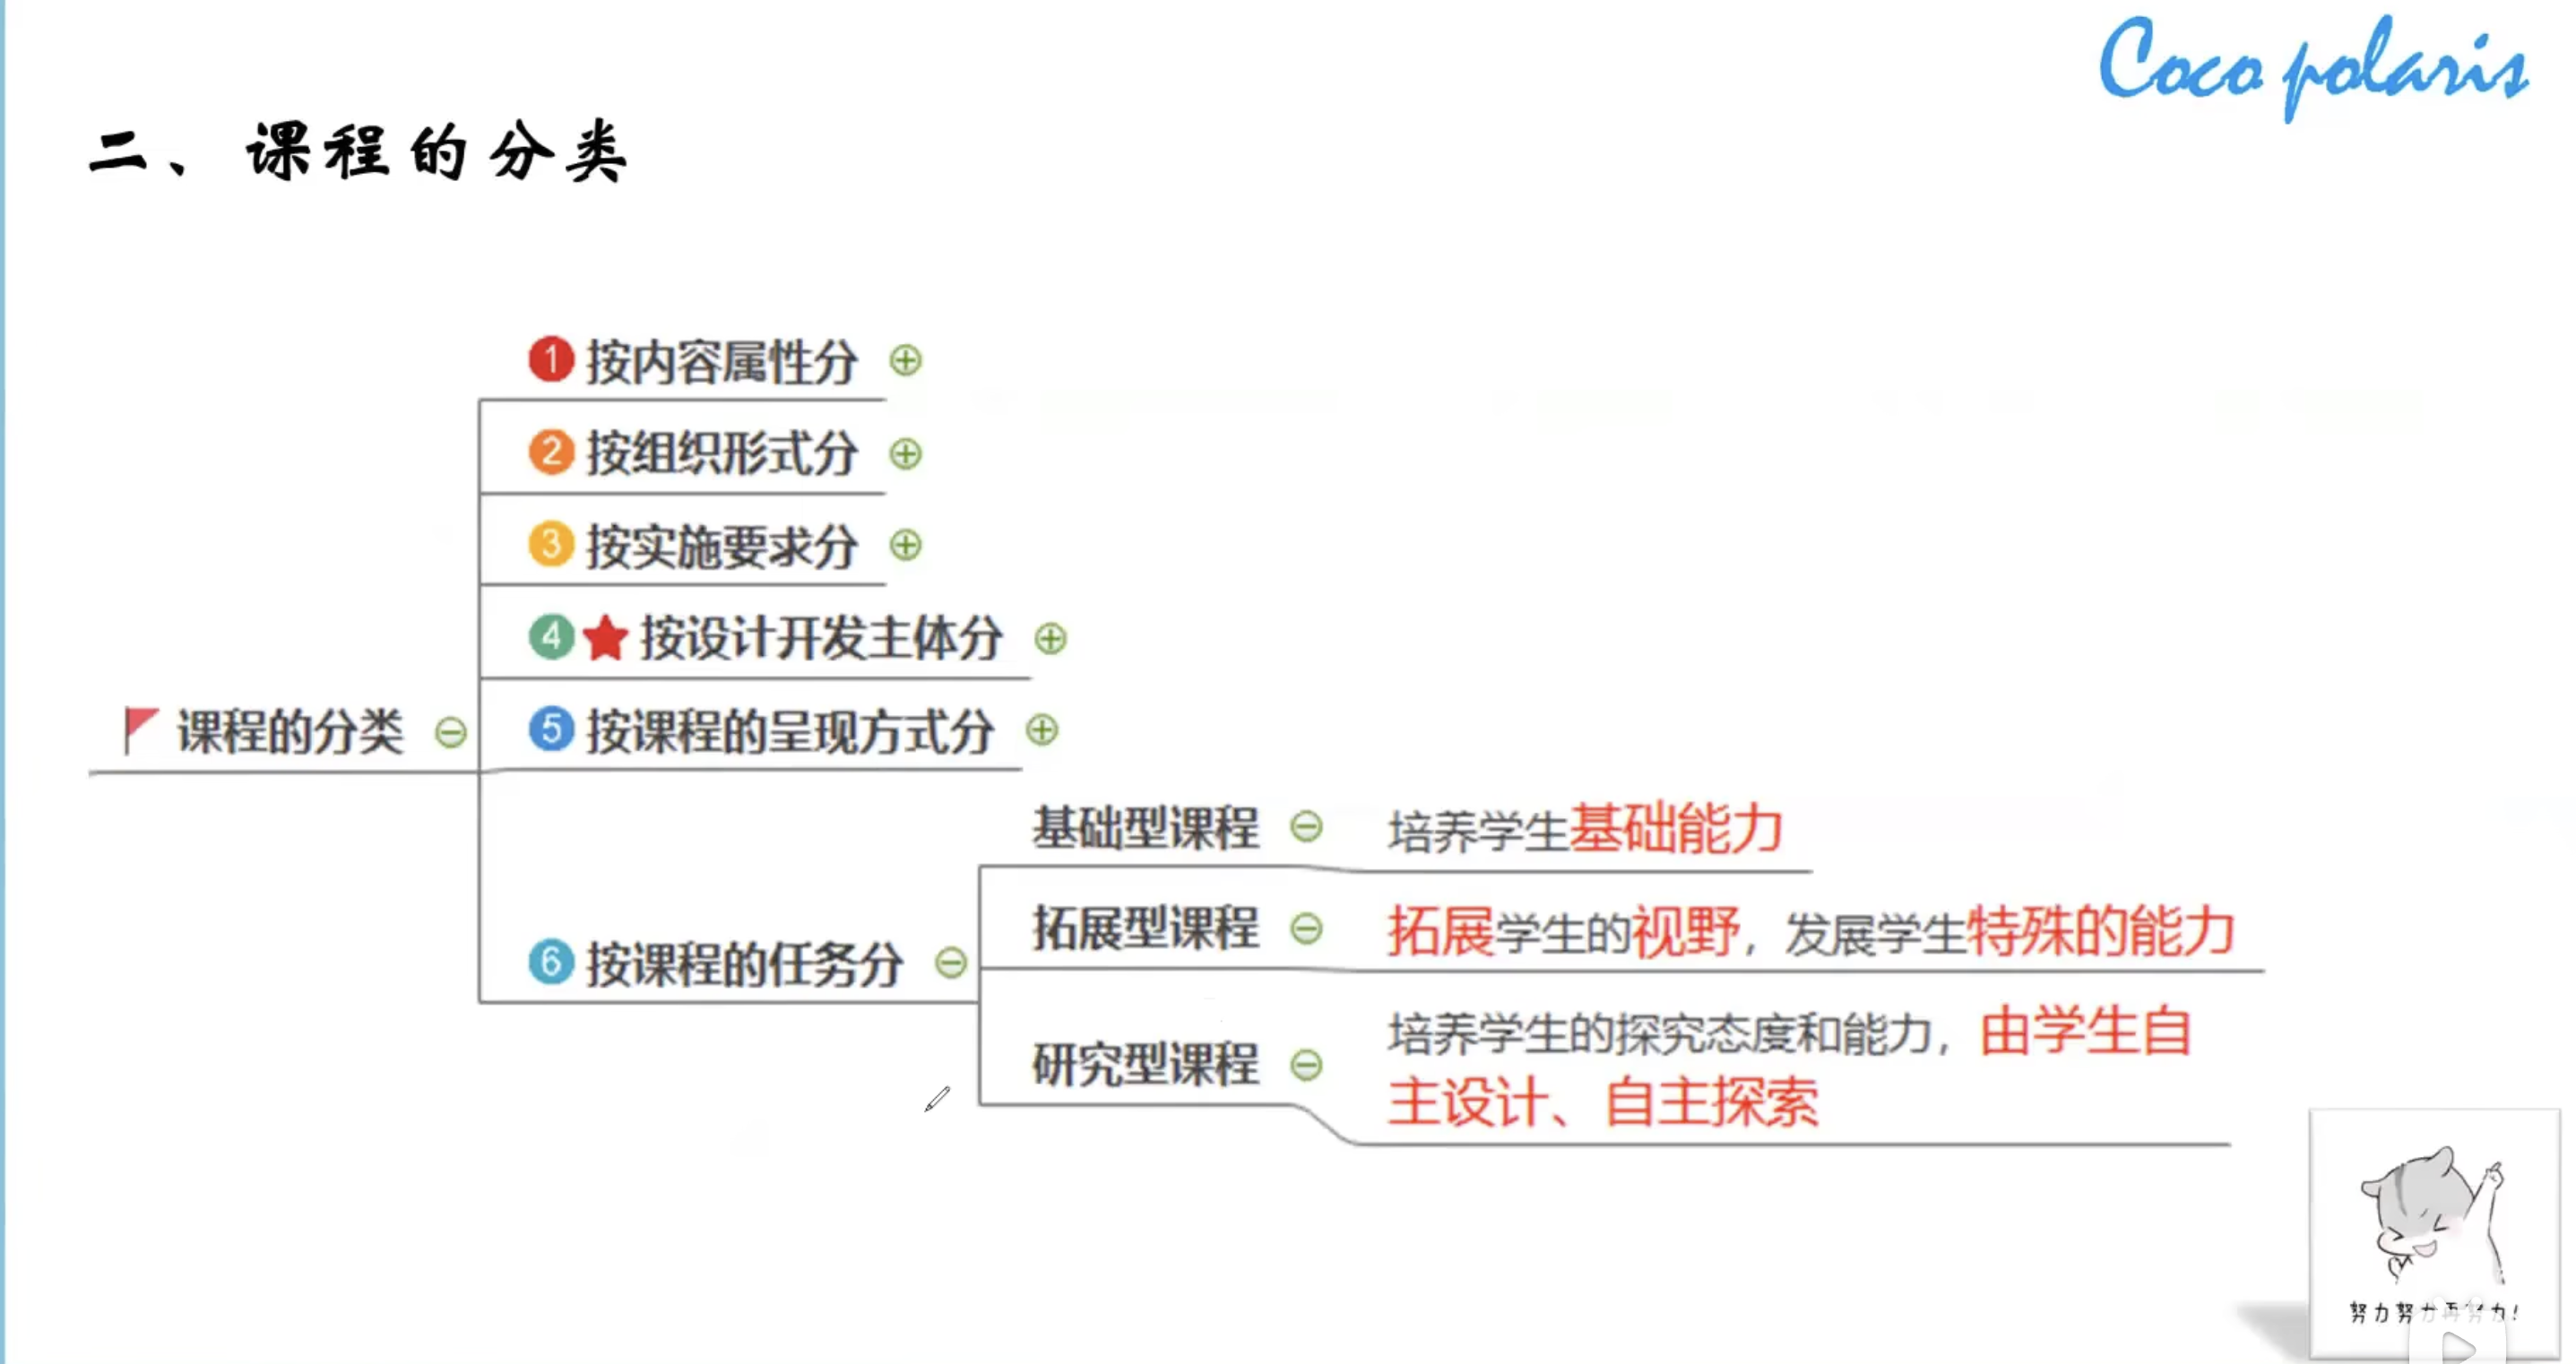 Coco polaris
二、课程的分类
1 按内容属性分
2 按组织形式分
3 按实施要求分
4 按设计开发主体分
课程的分类
5 按课程的呈现方式分
基础型课程 培养学生基础能力
拓展型课程 拓展学生的视野，发展学生特殊的能力
6 按课程的任务分
研究型课程 培养学生的探究态度和能力，由学生自
主设计、自主探索
努力努力再努力!